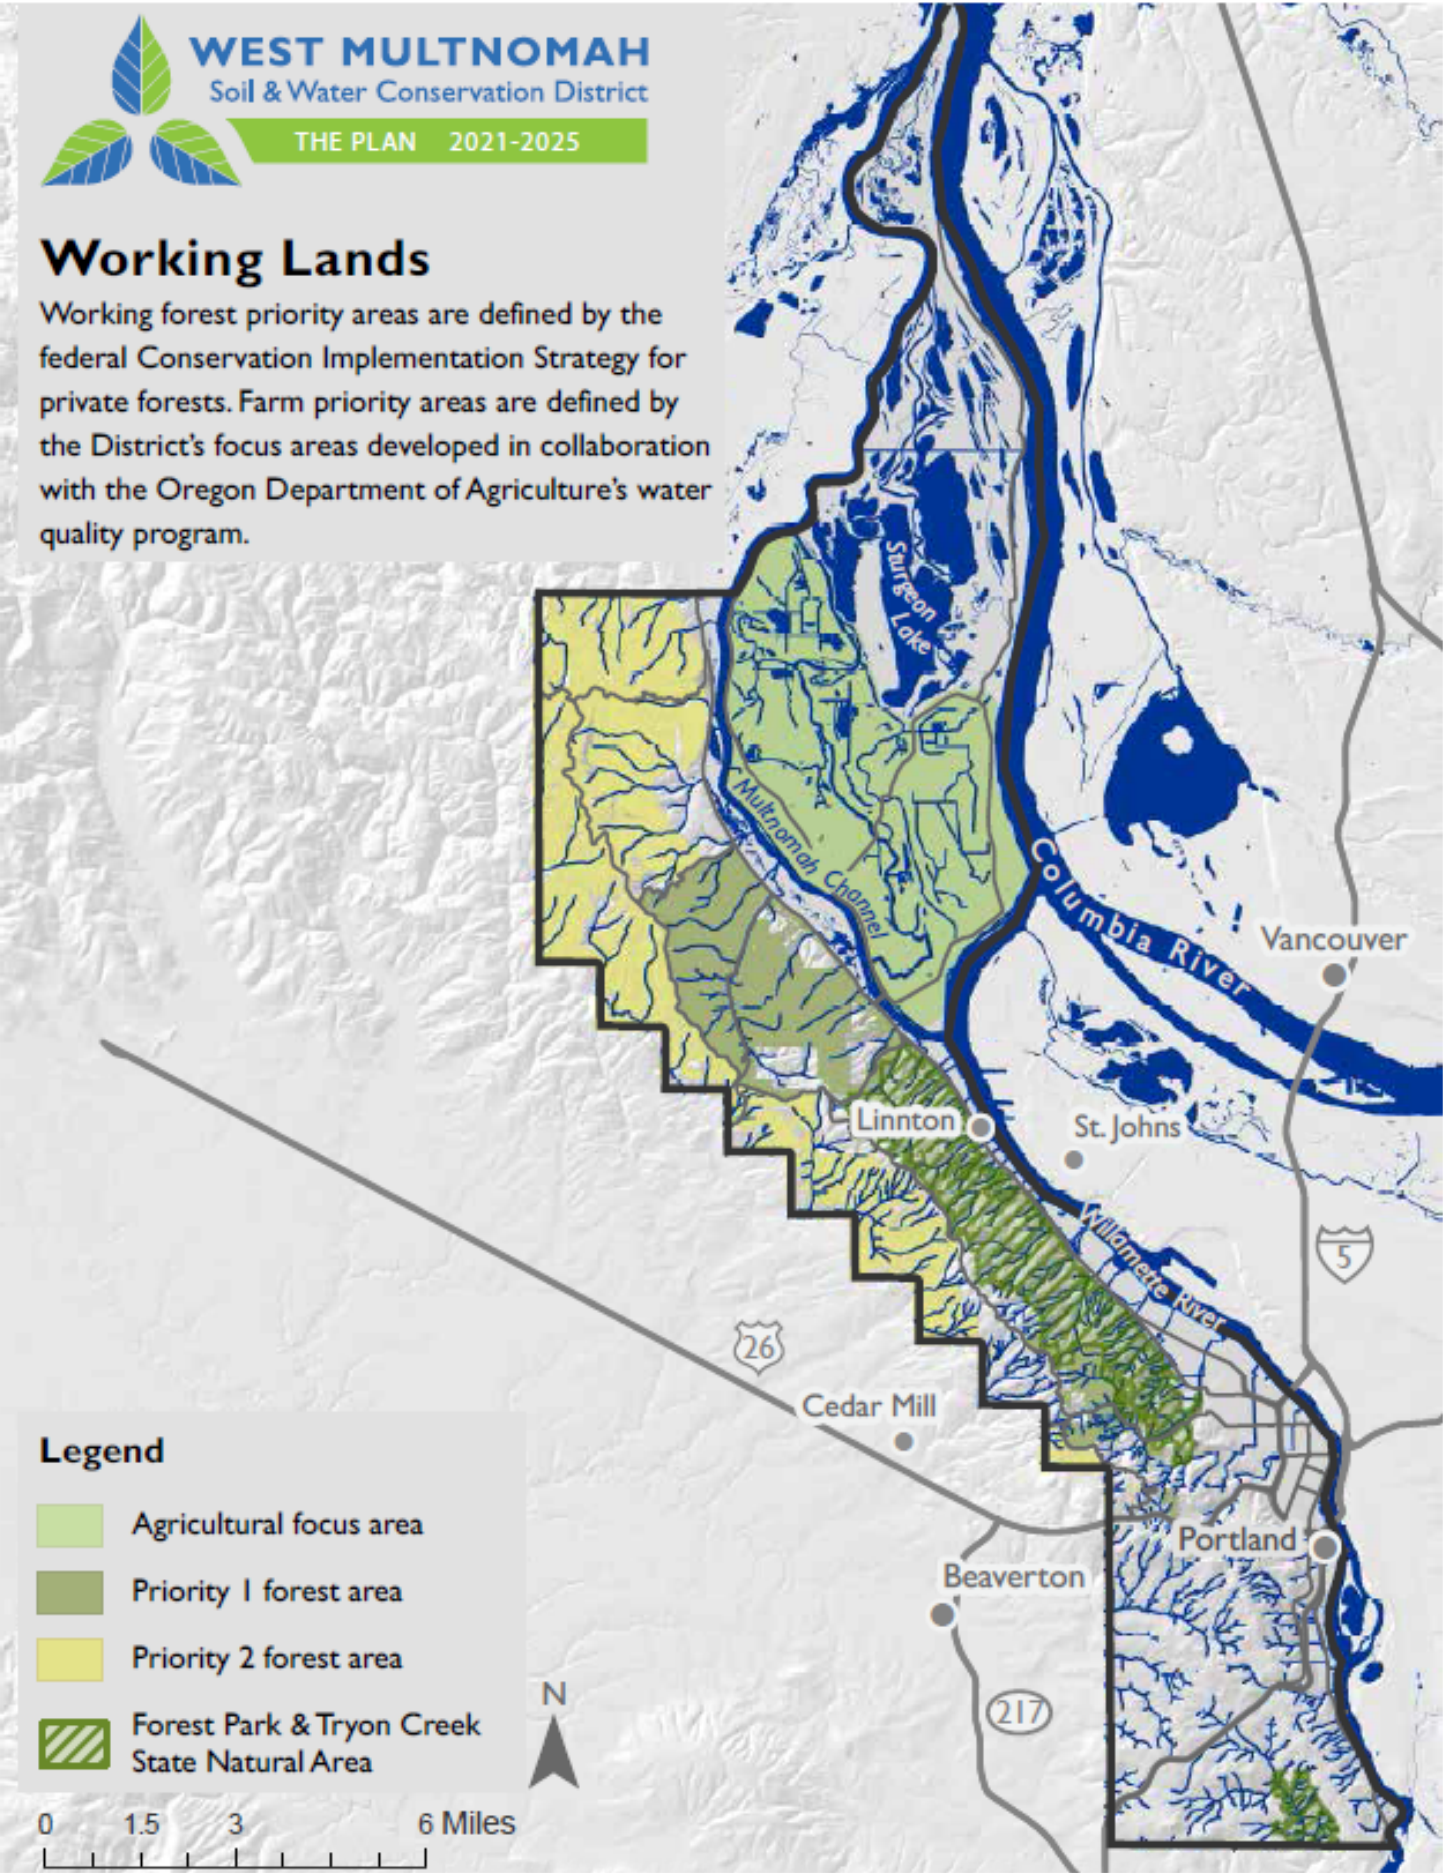 WEST MULTNOMAH
Soil & Water Conservation District
THE PLAN 2021-2025
Working Lands
Working forest priority areas are defined by the
federal Conservation Implementation Strategy for
private forests. Farm priority areas are defined by
the District's focus areas developed in collaboration
with the Oregon Department of Agriculture's water
quality program.
Sturgeon
Lake
Multnomah Channel
Columbia River
Vancouver
Linnton
St. Johns
Willamette River
5
26
Cedar Mill
Portland
Beaverton
217
Legend
Agricultural focus area
Priority 1 forest area
Priority 2 forest area
Forest Park & Tryon Creek
State Natural Area
N
0 1.5 3 6 Miles